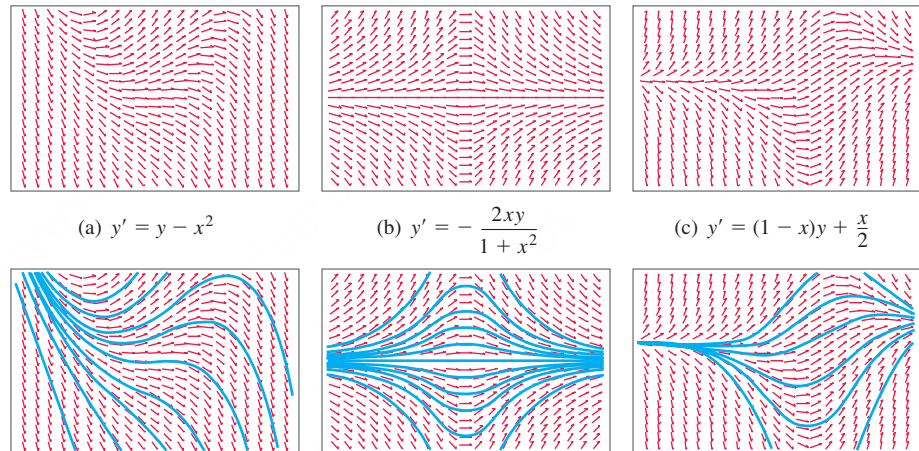 (a) y′ = y − x²
(b) y′ = − 2xy / 1 + x²
(c) y′ = (1 − x)y + x/2